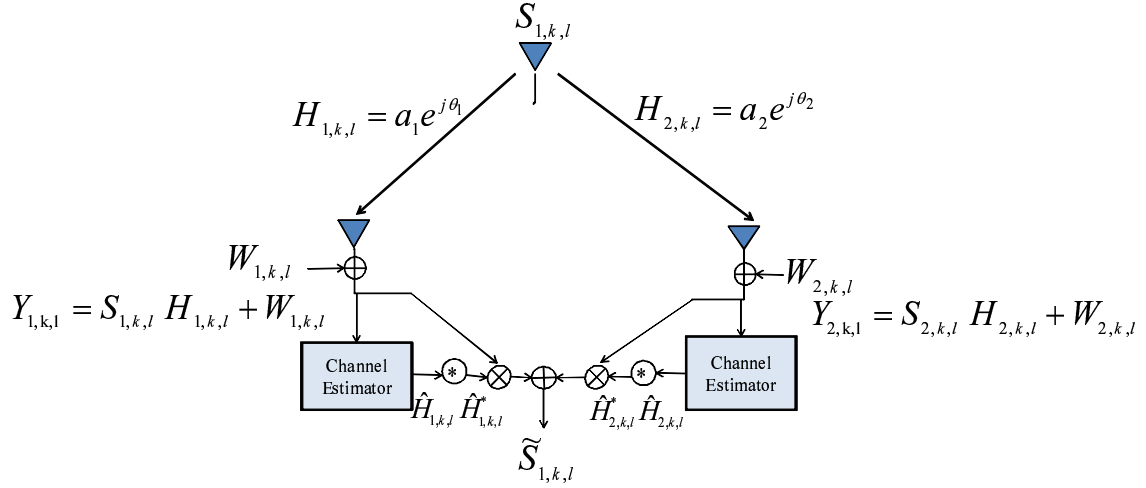 S_{1,k,l}
H_{1,k,l} = a_1 e^{jθ_1}
H_{2,k,l} = a_2 e^{jθ_2}
W_{1,k,l}
W_{2,k,l}
Y_{1,k,l} = S_{1,k,l} H_{1,k,l} + W_{1,k,l}
Y_{2,k,l} = S_{2,k,l} H_{2,k,l} + W_{2,k,l}
Channel
Estimator
*
*
Channel
Estimator
Ĥ_{1,k,l} Ĥ^*_{1,k,l}
Ĥ^*_{2,k,l} Ĥ_{2,k,l}
S̃_{1,k,l}